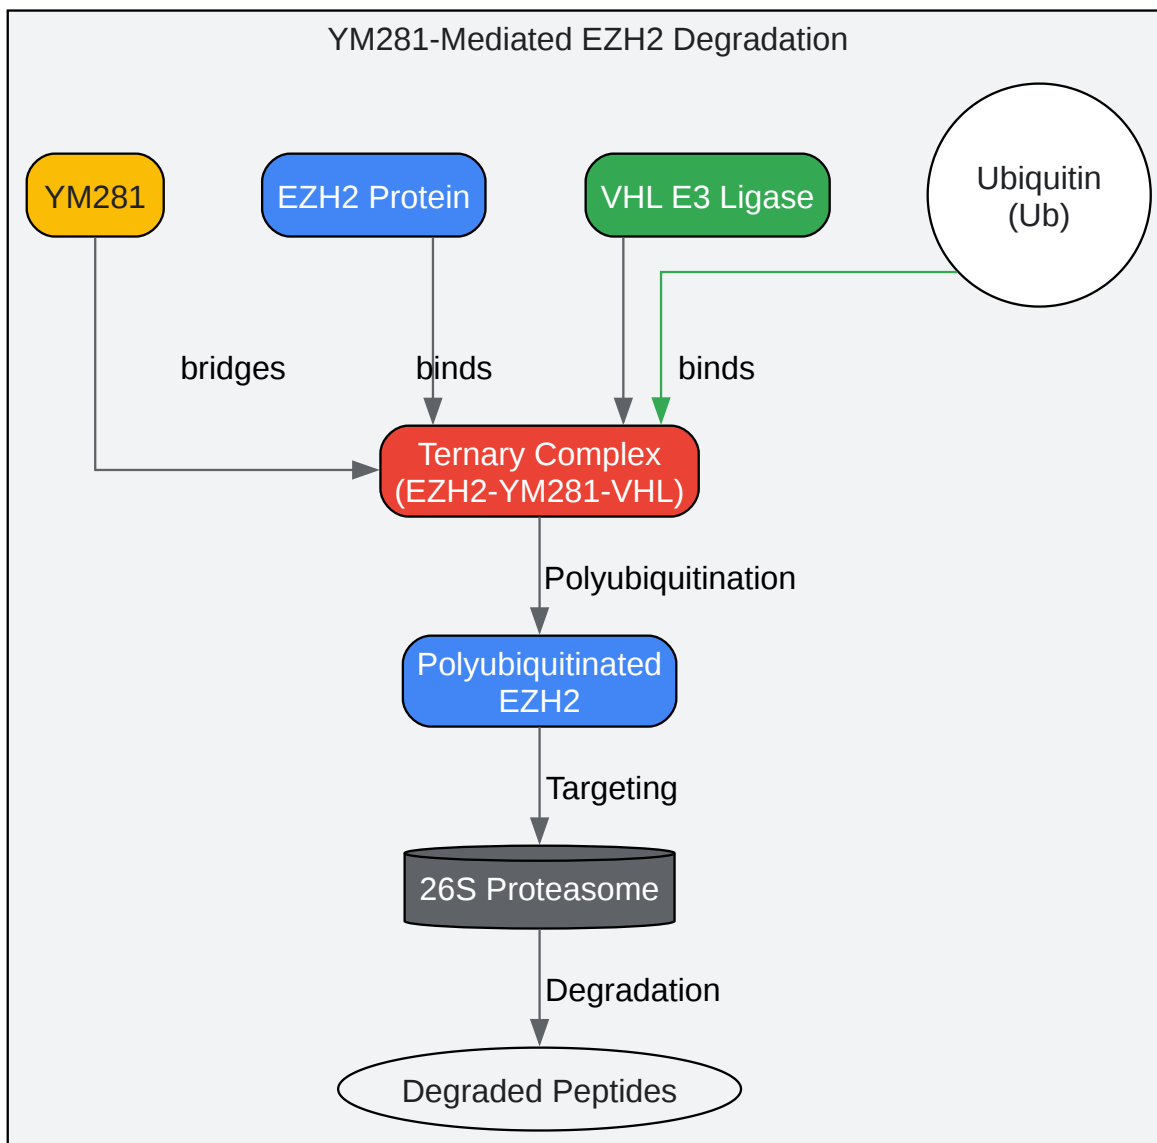 YM281-Mediated EZH2 Degradation
YM281
EZH2 Protein
VHL E3 Ligase
Ubiquitin
(Ub)
bridges
binds
binds
Ternary Complex
(EZH2-YM281-VHL)
Polyubiquitination
Polyubiquitinated
EZH2
Targeting
26S Proteasome
Degradation
Degraded Peptides